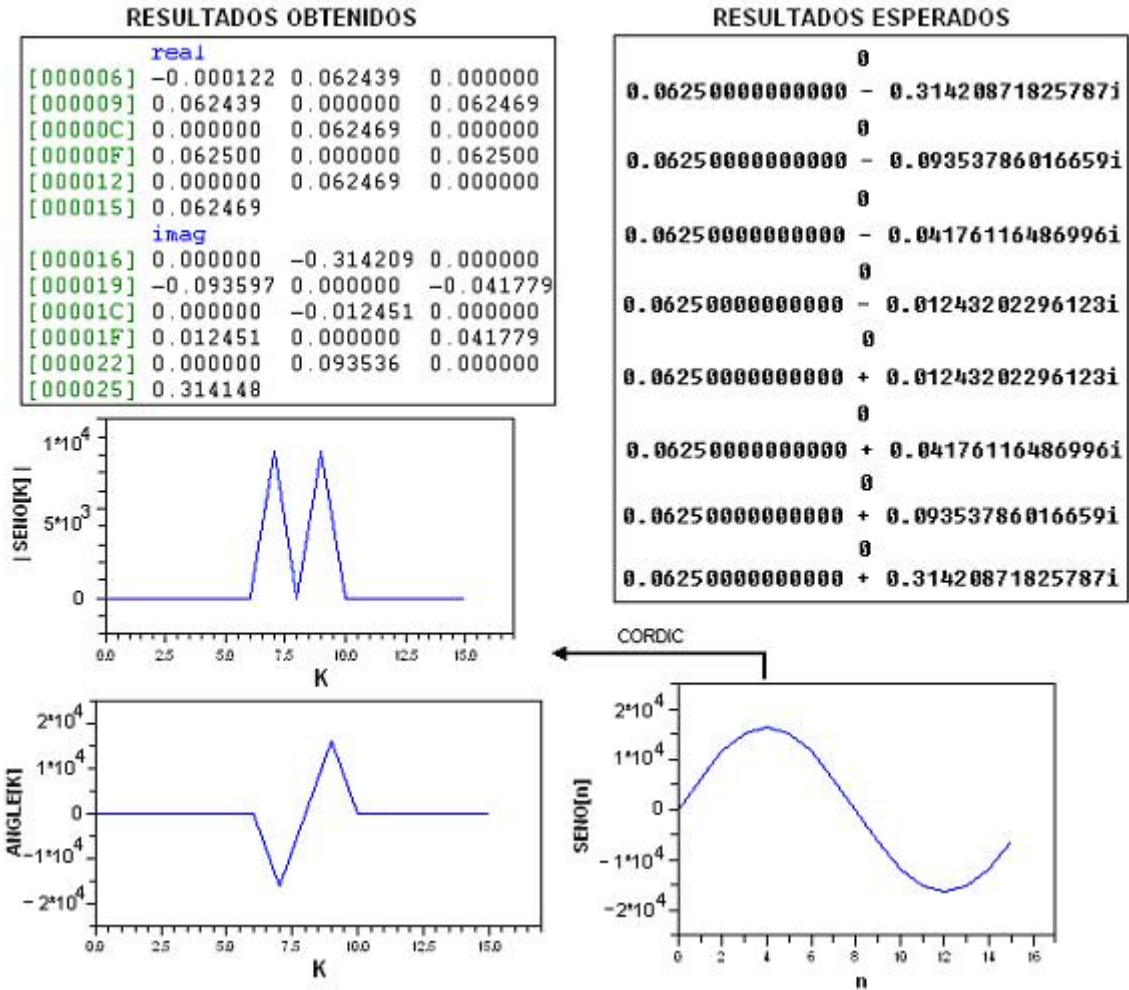 RESULTADOS OBTENIDOS
real
[000006] -0.000122 0.062439 0.000000
[000009] 0.062439 0.000000 0.062469
[00000C] 0.000000 0.062469 0.000000
[00000F] 0.062500 0.000000 0.062500
[000012] 0.000000 0.062469 0.000000
[000015] 0.062469
imag
[000016] 0.000000 -0.314209 0.000000
[000019] -0.093597 0.000000 -0.041779
[00001C] 0.000000 -0.012451 0.000000
[00001F] 0.012451 0.000000 0.041779
[000022] 0.000000 0.093536 0.000000
[000025] 0.314148
RESULTADOS ESPERADOS
0
0.06250000000000 - 0.31420871825787i
0
0.06250000000000 - 0.09353786016659i
0
0.06250000000000 - 0.04176116486996i
0
0.06250000000000 - 0.01243202296123i
0
0.06250000000000 + 0.01243202296123i
0
0.06250000000000 + 0.04176116486996i
0
0.06250000000000 + 0.09353786016659i
0
0.06250000000000 + 0.31420871825787i
| SENO[K] |
1*10^4
5*10^3
0
0.0 2.5 5.0 7.5 10.0 12.5 15.0
K
CORDIC
ANGLE[K]
2*10^4
1*10^4
0
-1*10^4
-2*10^4
0.0 2.5 5.0 7.5 10.0 12.5 15.0
K
SENO[n]
2*10^4
1*10^4
0
-1*10^4
-2*10^4
0 2 4 6 8 10 12 14 16
n